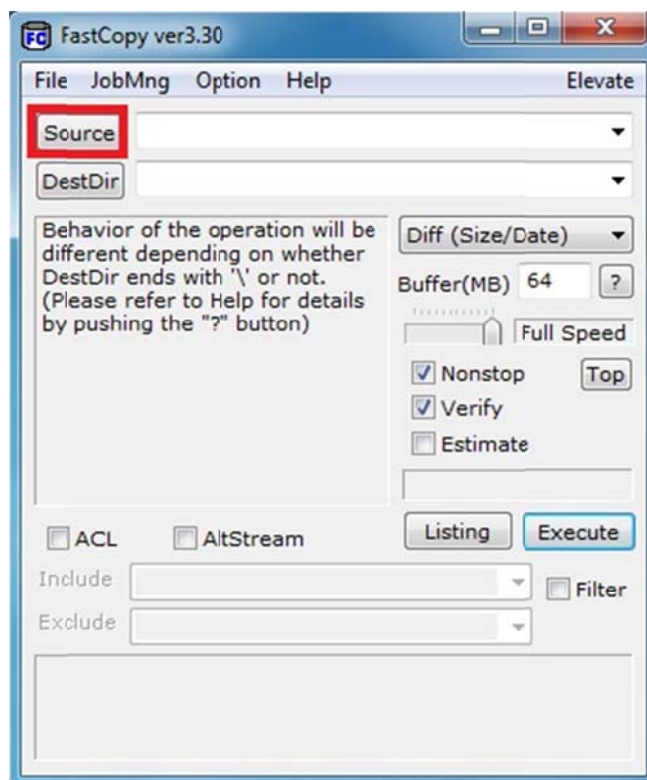 FC FastCopy ver3.30
File JobMng Option Help Elevate
Source
DestDir
Behavior of the operation will be
different depending on whether
DestDir ends with '\' or not.
(Please refer to Help for details
by pushing the "?" button)
Diff (Size/Date)
Buffer(MB) 64 ?
Full Speed
Nonstop Top
Verify
Estimate
ACL AltStream Listing Execute
Include Filter
Exclude